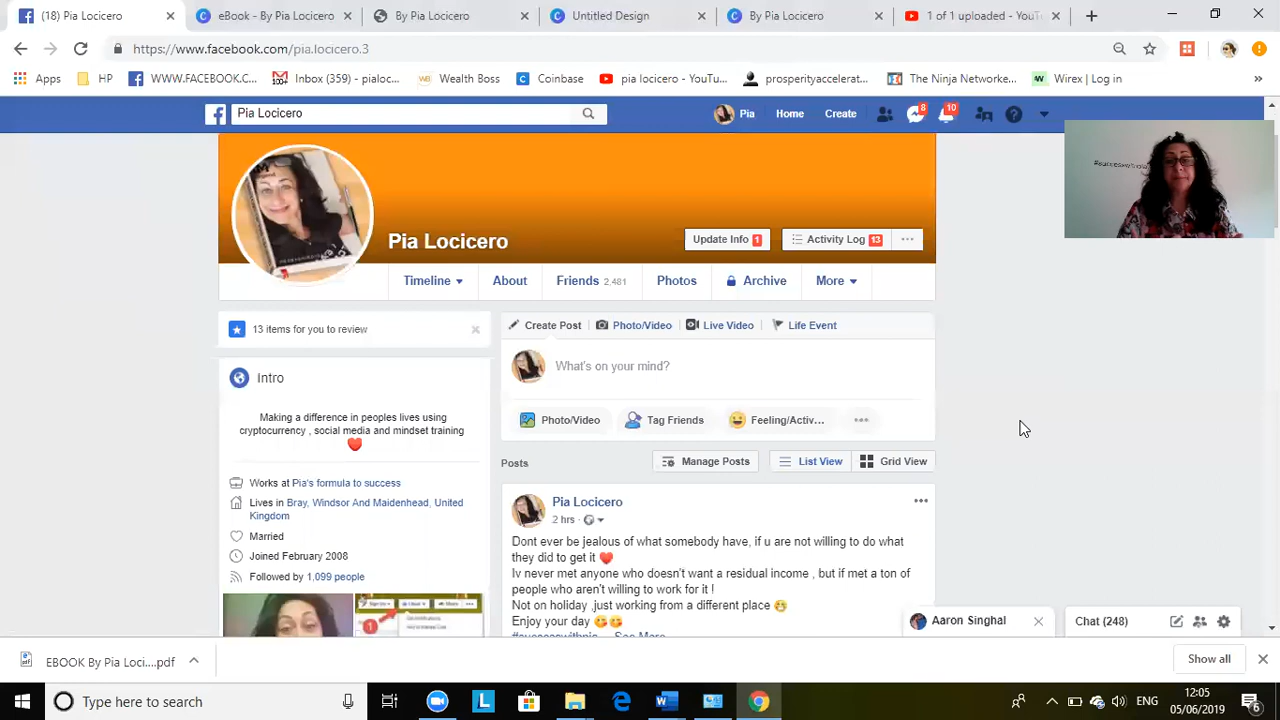 (18) Pia Locicero
eBook - By Pia Locicero
By Pia Locicero
Untitled Design
By Pia Locicero
1 of 1 uploaded - YouT
https://www.facebook.com/pia.locicero.3
Apps
HP
WWW.FACEBOOK.C...
Inbox (359) - pialoc...
Wealth Boss
Coinbase
pia locicero - YouTu...
prosperityaccelerat...
The Ninja Networke...
Wirex | Log in
Pia Locicero
Pia
Home
Create
8
10
Pia Locicero
Update Info 1
Activity Log 13
Timeline
About
Friends 2,481
Photos
Archive
More
13 items for you to review
Create Post
Photo/Video
Live Video
Life Event
What's on your mind?
Photo/Video
Tag Friends
Feeling/Activ...
Intro
Making a difference in peoples lives using
cryptocurrency , social media and mindset training
Works at Pia's formula to success
Lives in Bray, Windsor And Maidenhead, United
Kingdom
Married
Joined February 2008
Followed by 1,099 people
Posts
Manage Posts
List View
Grid View
Pia Locicero
2 hrs
Dont ever be jealous of what somebody have, if u are not willing to do what
they did to get it
Iv never met anyone who doesn't want a residual income , but if met a ton of
people who aren't willing to work for it !
Not on holiday ,just working from a different place
Enjoy your day
#successwithpia... See More
Aaron Singhal
Chat (248)
EBOOK By Pia Loci....pdf
Show all
Type here to search
ENG
12:05
05/06/2019
6